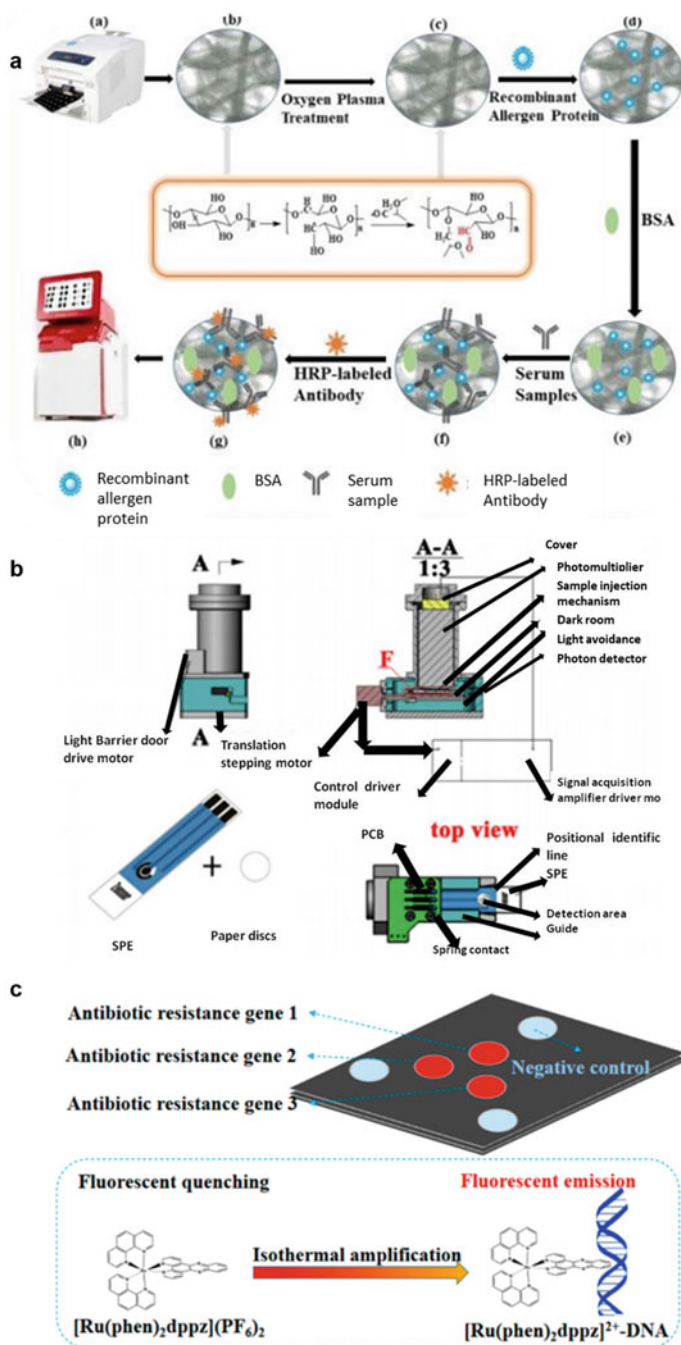 a
(a)
(b)
(c)
(d)
Oxygen Plasma
Treatment
Recombinant
Allergen Protein
BSA
HRP-labeled
Antibody
Serum
Samples
(h)
(g)
(f)
(e)
Recombinant
allergen
protein
BSA
Serum
sample
HRP-labeled
Antibody
b
A
A
Light Barrier door
drive motor
Translation
stepping motor
A-A
1:3
F
Cover
Photomultiolier
Sample injection
mechanism
Dark room
Light avoidance
Photon detector
Control driver
module
Signal acquisition
amplifier driver mo
SPE
+
Paper discs
top view
PCB
Positional identific
line
SPE
Detection area
Guide
Spring contact
c
Antibiotic resistance gene 1
Antibiotic resistance gene 2
Antibiotic resistance gene 3
Negative control
Fluorescent quenching
Fluorescent emission
Isothermal amplification
[Ru(phen)₂dppz](PF₆)₂
[Ru(phen)₂dppz]²⁺-DNA